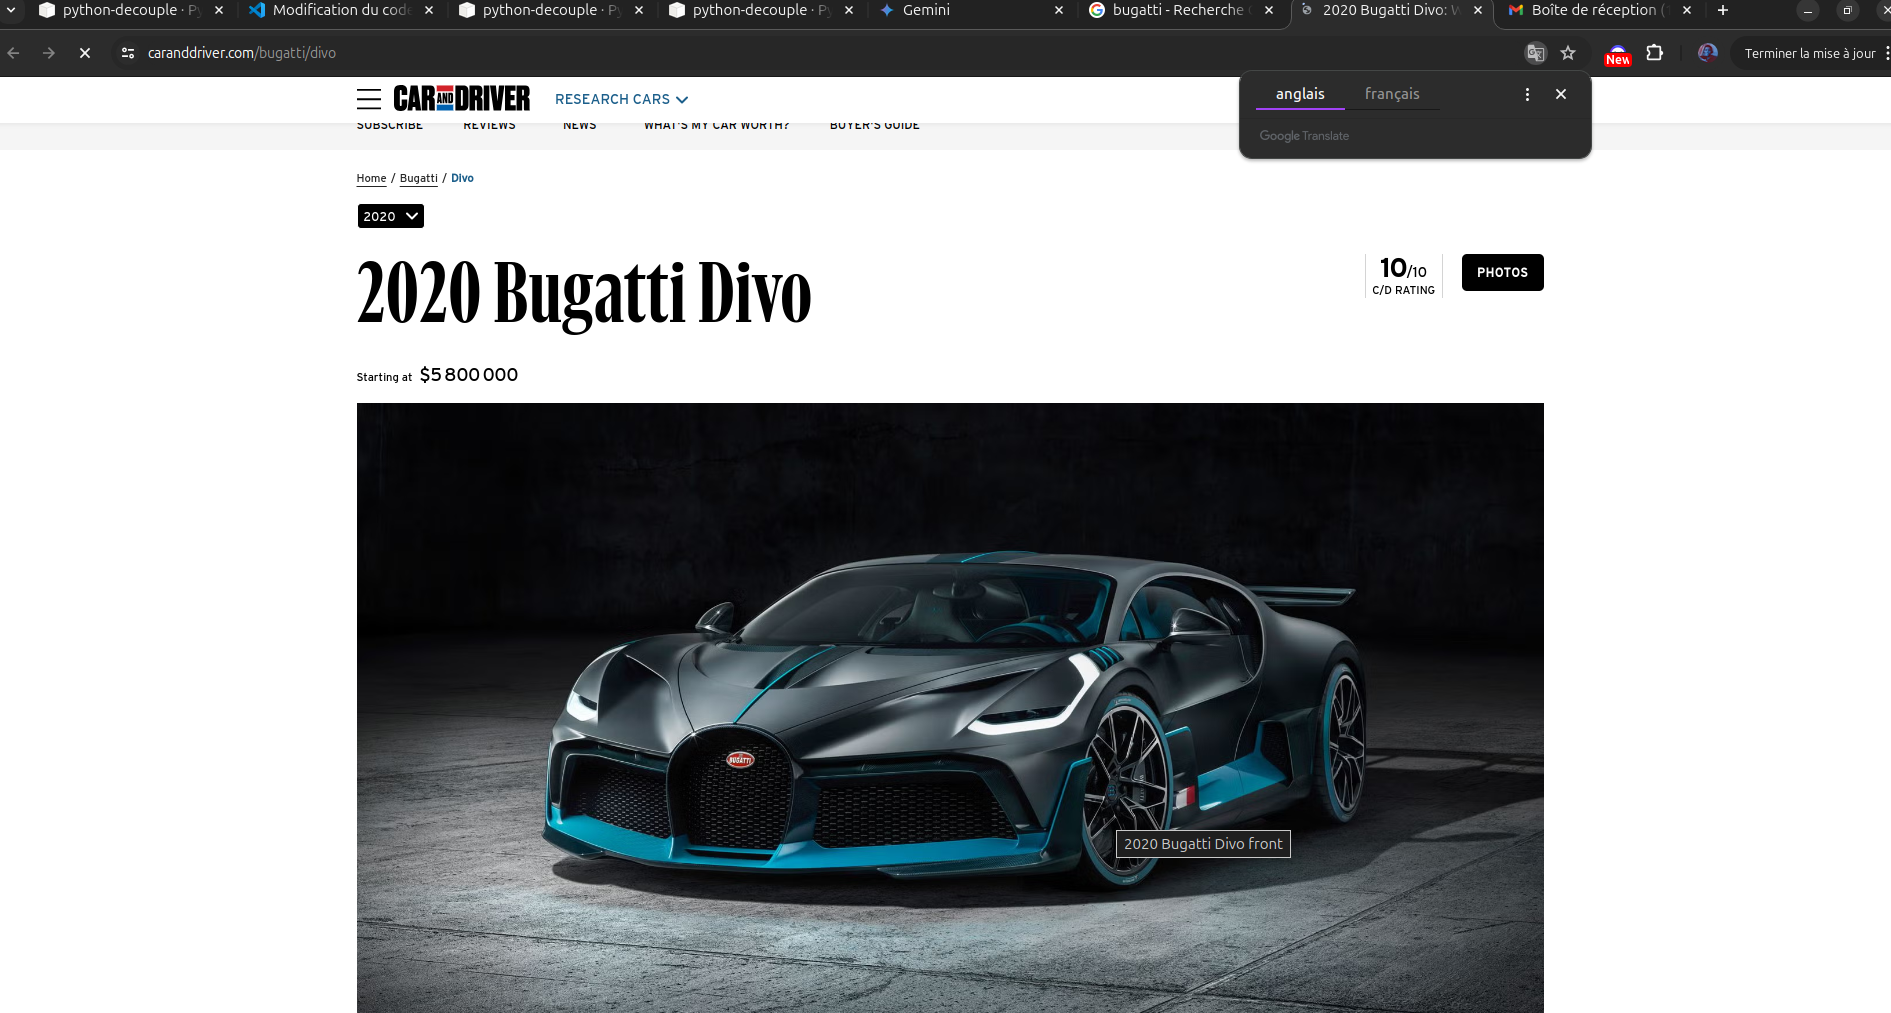 python-decouple · Py
Modification du code
python-decouple · Py
python-decouple · Py
Gemini
bugatti - Recherche
2020 Bugatti Divo: W
Boîte de réception (
caranddriver.com/bugatti/divo
New
Terminer la mise à jour
anglais français
Google Translate
CAR AND DRIVER
RESEARCH CARS
SUBSCRIBE REVIEWS NEWS WHAT'S MY CAR WORTH? BUYER'S GUIDE
Home / Bugatti / Divo
2020
2020 Bugatti Divo
10/10
C/D RATING
PHOTOS
Starting at $5 800 000
BUGATTI
2020 Bugatti Divo front